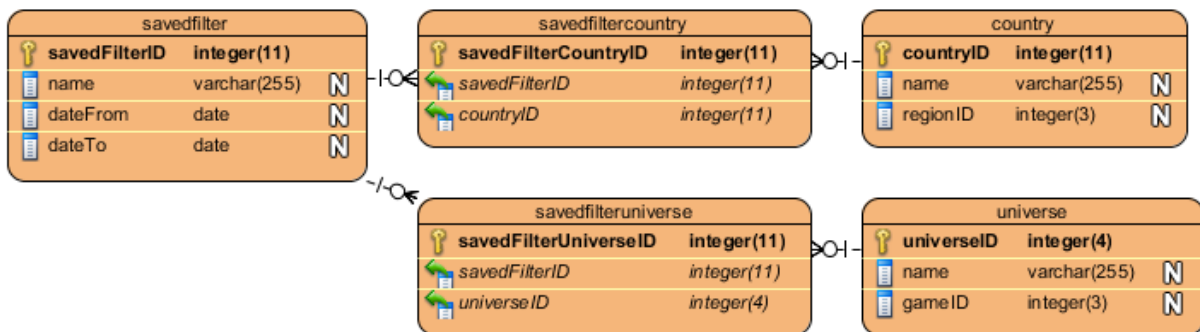 savedfilter
savedFilterID integer(11)
name varchar(255) N
dateFrom date N
dateTo date N
savedfiltercountry
savedFilterCountryID integer(11)
savedFilterID integer(11)
countryID integer(11)
country
countryID integer(11)
name varchar(255) N
regionID integer(3) N
savedfilteruniverse
savedFilterUniverseID integer(11)
savedFilterID integer(11)
universeID integer(4)
universe
universeID integer(4)
name varchar(255) N
gameID integer(3) N